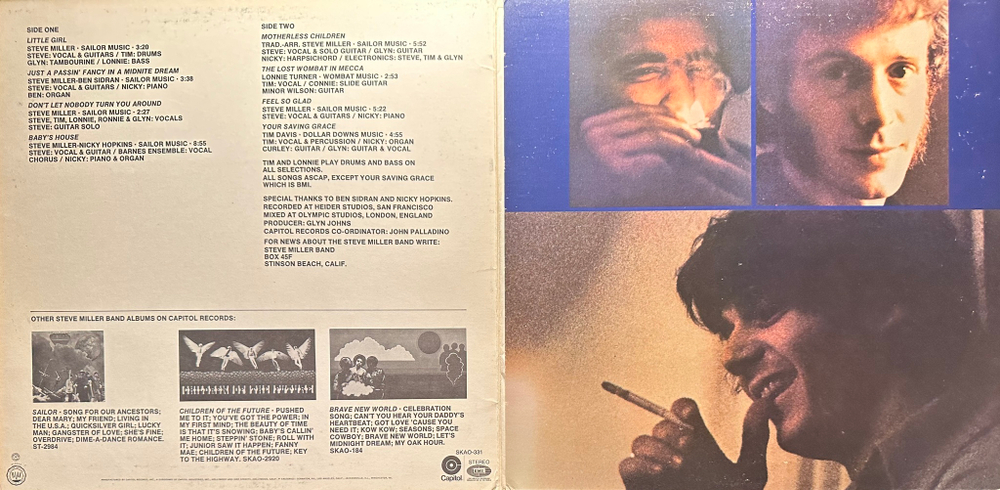 SIDE ONE
LITTLE GIRL
STEVE MILLER · SAILOR MUSIC · 3:20
STEVE: VOCAL & GUITARS / TIM: DRUMS
GLYN: TAMBOURINE / LONNIE: BASS
JUST A PASSIN' FANCY IN A MIDNITE DREAM
STEVE MILLER-BEN SIDRAN · SAILOR MUSIC · 3:38
STEVE: VOCAL & GUITARS / NICKY: PIANO
BEN: ORGAN
DON'T LET NOBODY TURN YOU AROUND
STEVE MILLER · SAILOR MUSIC · 2:27
STEVE, TIM, LONNIE, RONNIE & GLYN: VOCALS
STEVE: GUITAR SOLO
BABY'S HOUSE
STEVE MILLER-NICKY HOPKINS · SAILOR MUSIC · 8:55
STEVE: VOCAL & GUITAR / BARNES ENSEMBLE: VOCAL
CHORUS / NICKY: PIANO & ORGAN
SIDE TWO
MOTHERLESS CHILDREN
TRAD.-ARR. STEVE MILLER · SAILOR MUSIC · 5:52
STEVE: VOCAL & SOLO GUITAR / GLYN: GUITAR
NICKY: HARPSICHORD / ELECTRONICS: STEVE, TIM & GLYN
THE LOST WOMBAT IN MECCA
LONNIE TURNER · WOMBAT MUSIC · 2:53
TIM: VOCAL / CONNIE: SLIDE GUITAR
MINOR WILSON: GUITAR
FEEL SO GLAD
STEVE MILLER · SAILOR MUSIC · 5:22
STEVE: VOCAL & GUITARS / NICKY: PIANO
YOUR SAVING GRACE
TIM DAVIS · DOLLAR DOWNS MUSIC · 4:55
TIM: VOCAL & PERCUSSION / NICKY: ORGAN
CURLEY: GUITAR / GLYN: GUITAR & VOCAL
TIM AND LONNIE PLAY DRUMS AND BASS ON
ALL SELECTIONS.
ALL SONGS ASCAP, EXCEPT YOUR SAVING GRACE
WHICH IS BMI.
SPECIAL THANKS TO BEN SIDRAN AND NICKY HOPKINS.
RECORDED AT HEIDER STUDIOS, SAN FRANCISCO
MIXED AT OLYMPIC STUDIOS, LONDON, ENGLAND
PRODUCER: GLYN JOHNS
CAPITOL RECORDS CO-ORDINATOR: JOHN PALLADINO
FOR NEWS ABOUT THE STEVE MILLER BAND WRITE:
STEVE MILLER BAND
BOX 45F
STINSON BEACH, CALIF.
OTHER STEVE MILLER BAND ALBUMS ON CAPITOL RECORDS:
SAILOR · SONG FOR OUR ANCESTORS;
DEAR MARY; MY FRIEND; LIVING IN
THE U.S.A.; QUICKSILVER GIRL; LUCKY
MAN; GANGSTER OF LOVE; SHE'S FINE;
OVERDRIVE; DIME-A-DANCE ROMANCE.
ST-2984
CHILDREN OF THE FUTURE · PUSHED
ME TO IT; YOU'VE GOT THE POWER; IN
MY FIRST MIND; THE BEAUTY OF TIME
IS THAT IT'S SNOWING; BABY'S CALLIN'
ME HOME; STEPPIN' STONE; ROLL WITH
IT; JUNIOR SAW IT HAPPEN; FANNY
MAE; CHILDREN OF THE FUTURE; KEY
TO THE HIGHWAY. SKAO-2920
BRAVE NEW WORLD · CELEBRATION
SONG; CAN'T YOU HEAR YOUR DADDY'S
HEARTBEAT; GOT LOVE 'CAUSE YOU
NEED IT; KOW KOW; SEASONS; SPACE
COWBOY; BRAVE NEW WORLD; LET'S
MIDNIGHT DREAM; MY OAK HOUR.
SKAO-184
SKAO-331
Capitol
STEREO